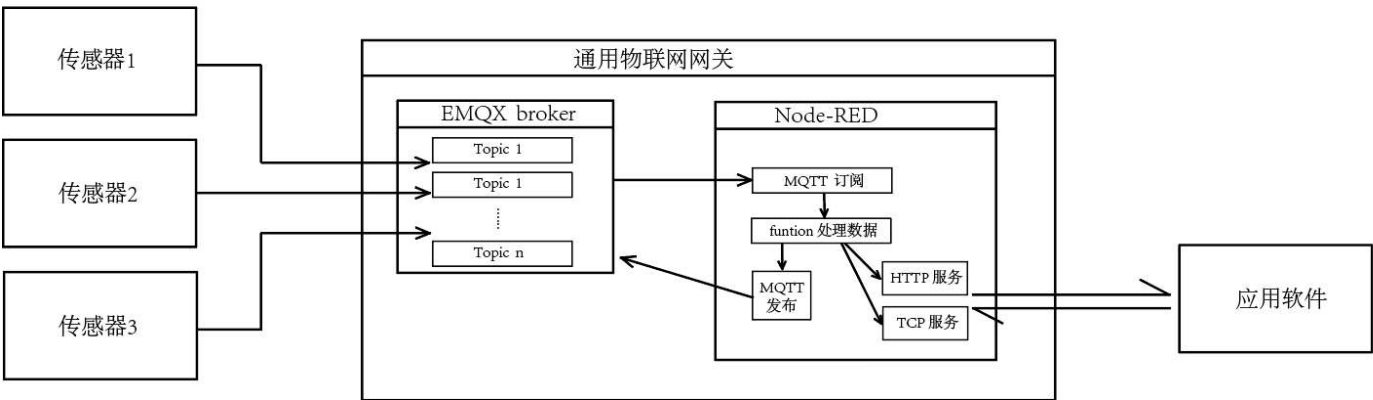 传感器1
传感器2
传感器3
通用物联网网关
EMQX broker
Topic 1
Topic 1
......
Topic n
Node-RED
MQTT 订阅
funtion 处理数据
MQTT
发布
HTTP 服务
TCP 服务
应用软件